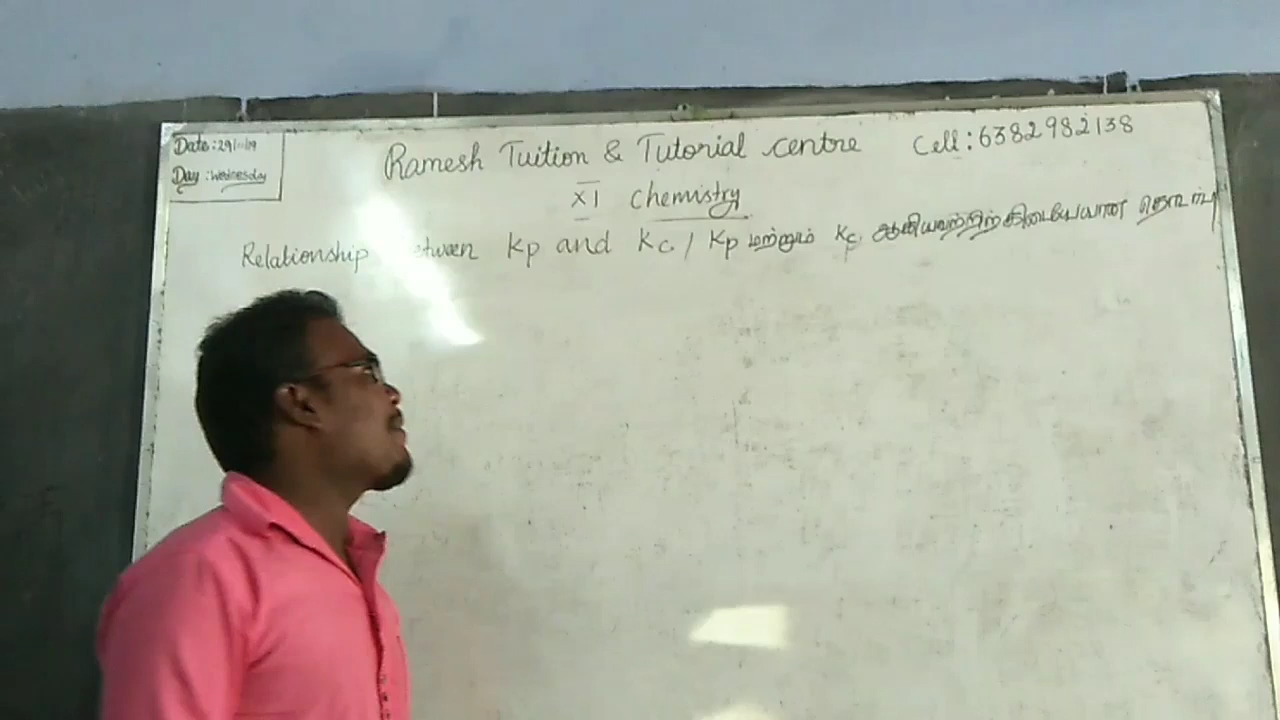 Date: 29/11/19
Day: Wednesday
Ramesh Tuition & Tutorial centre
Cell: 6382982138
XI Chemistry
Relationship between Kp and Kc / Kp மற்றும் Kc ஆகியவற்றிற்கிடையேயான தொடர்பு